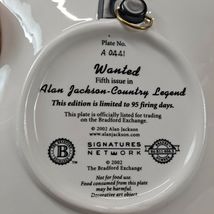 Plate No.
A 0441
Wanted
Fifth issue in
Alan Jackson-Country Legend
This edition is limited to 95 firing days.
This plate is officially listed for trading
on the The Bradford Exchange.
© 2002 Alan Jackson
www.alanjackson.com
B
SIGNATURES
NETWORK
© 2002
The Bradford Exchange
Not for food use.
Food consumed from this plate
may be harmful.
Decorative art object